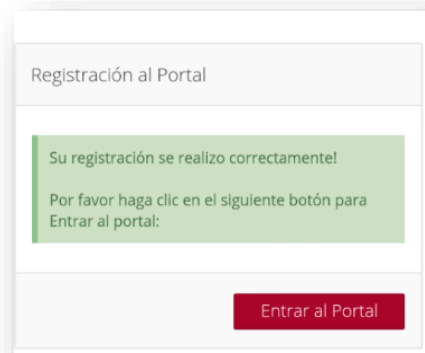 Registración al Portal
Su registración se realizo correctamente!
Por favor haga clic en el siguiente botón para
Entrar al portal:
Entrar al Portal